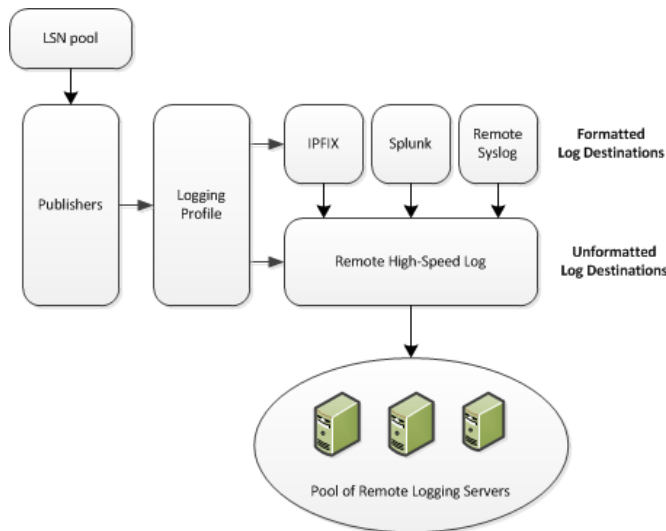 LSN pool
Publishers
Logging
Profile
IPFIX
Splunk
Remote
Syslog
Formatted
Log Destinations
Remote High-Speed Log
Unformatted
Log Destinations
Pool of Remote Logging Servers